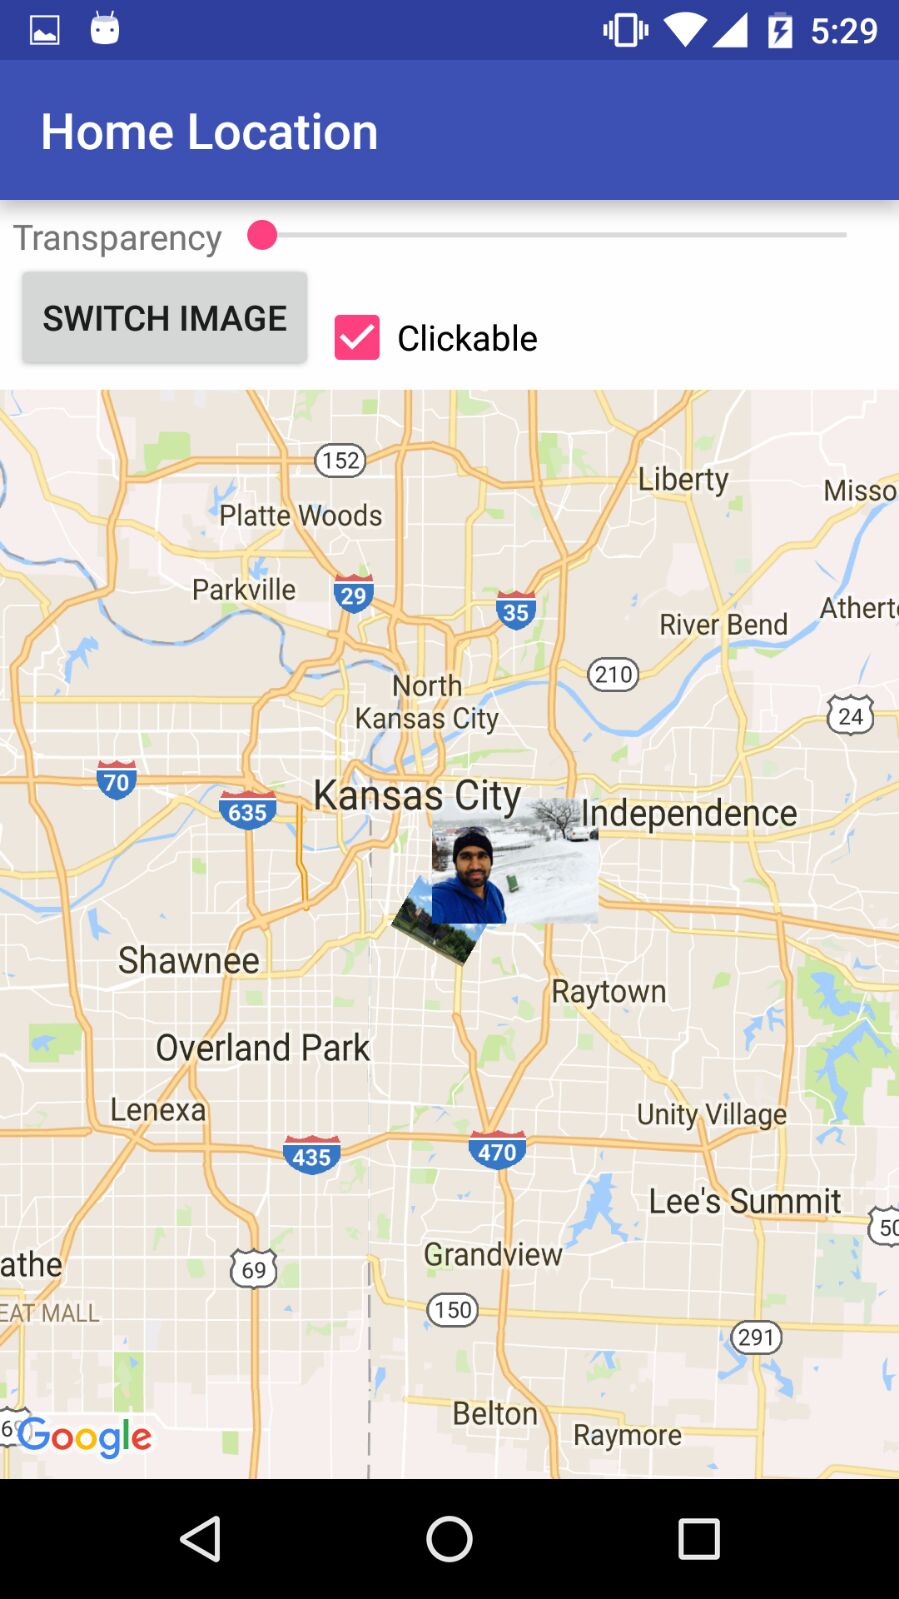 5:29
Home Location
Transparency
SWITCH IMAGE
Clickable
152
Liberty
Misso
Platte Woods
Parkville
29
35
Atherto
River Bend
210
North
Kansas City
24
70
Kansas City
635
Independence
Shawnee
Raytown
Overland Park
Lenexa
Unity Village
435
470
Lee's Summit
50
Grandview
athe
69
EAT MALL
150
291
Belton
69
Google
Raymore